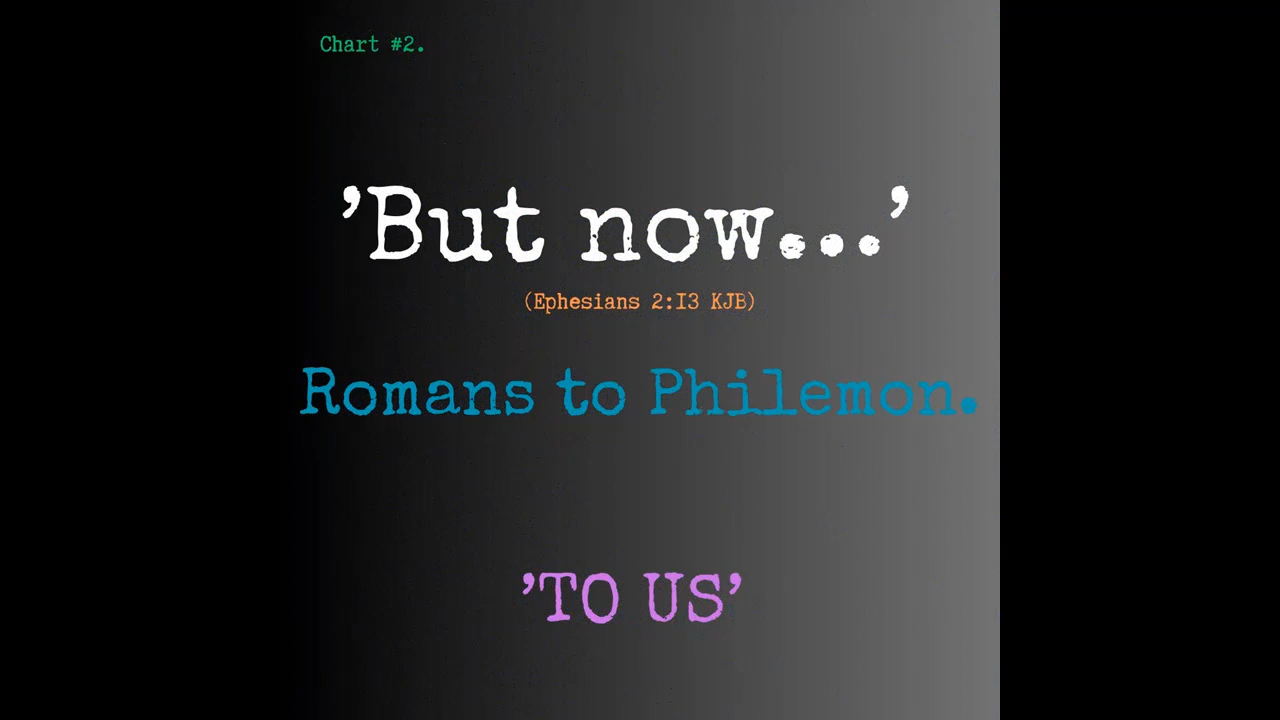 Chart #2.
’But now...’
(Ephesians 2:13 KJB)
Romans to Philemon.
’TO US’